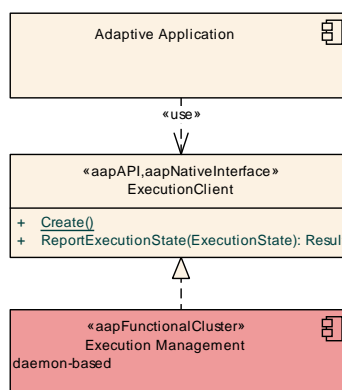 Adaptive Application
«use»
«aapAPI,aapNativeInterface»
ExecutionClient
+ Create()
+ ReportExecutionState(ExecutionState): Resul
«aapFunctionalCluster»
Execution Management
daemon-based